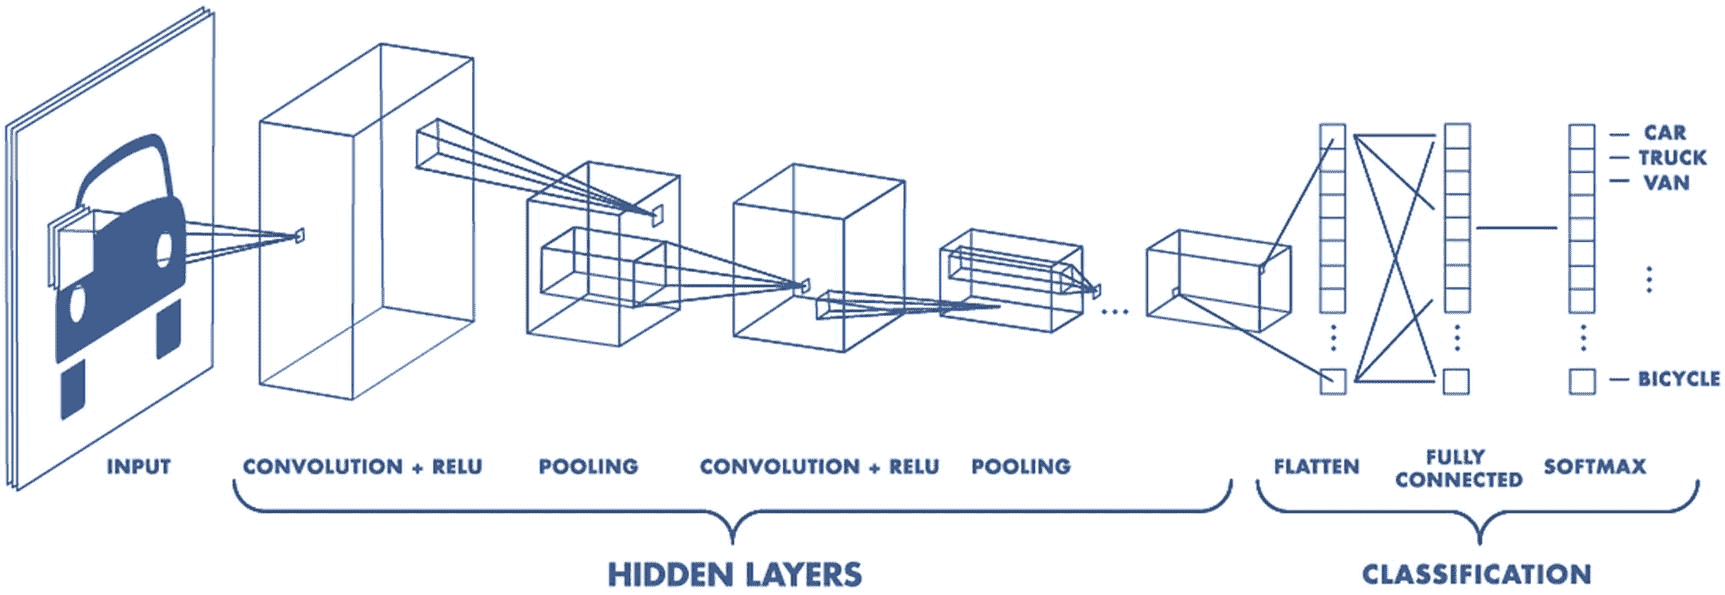 CAR
TRUCK
VAN
BICYCLE
INPUT
CONVOLUTION + RELU
POOLING
CONVOLUTION + RELU
POOLING
FLATTEN
FULLY
CONNECTED
SOFTMAX
HIDDEN LAYERS
CLASSIFICATION